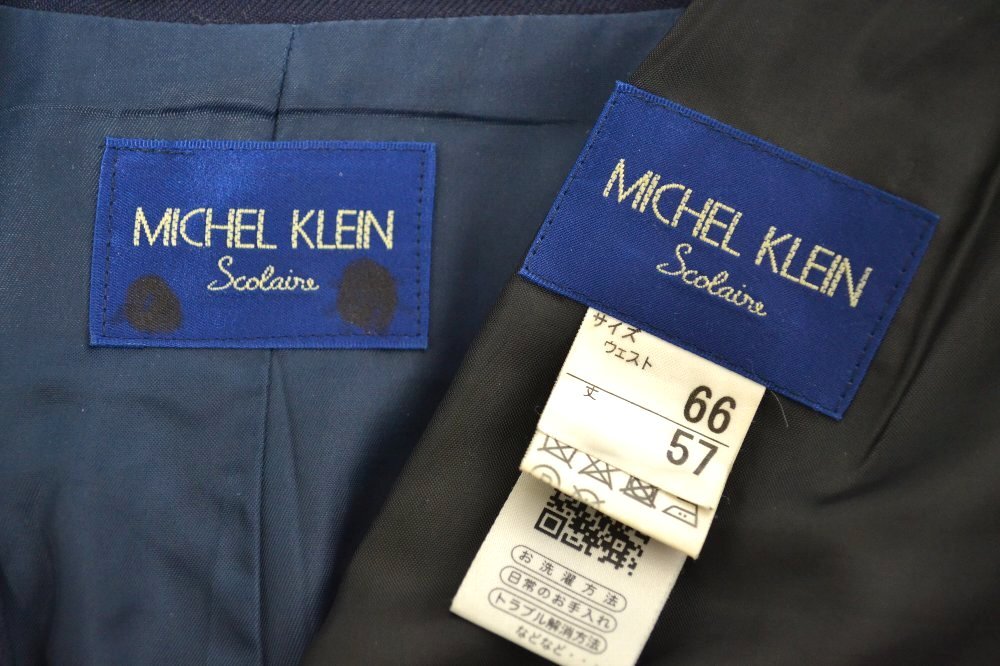 MICHEL KLEIN
Scolaire
MICHEL KLEIN
Scolaire
サイズ
ウェスト 66
丈 57
お洗濯方法
日常のお手入れ
トラブル解消方法
などなど・・・